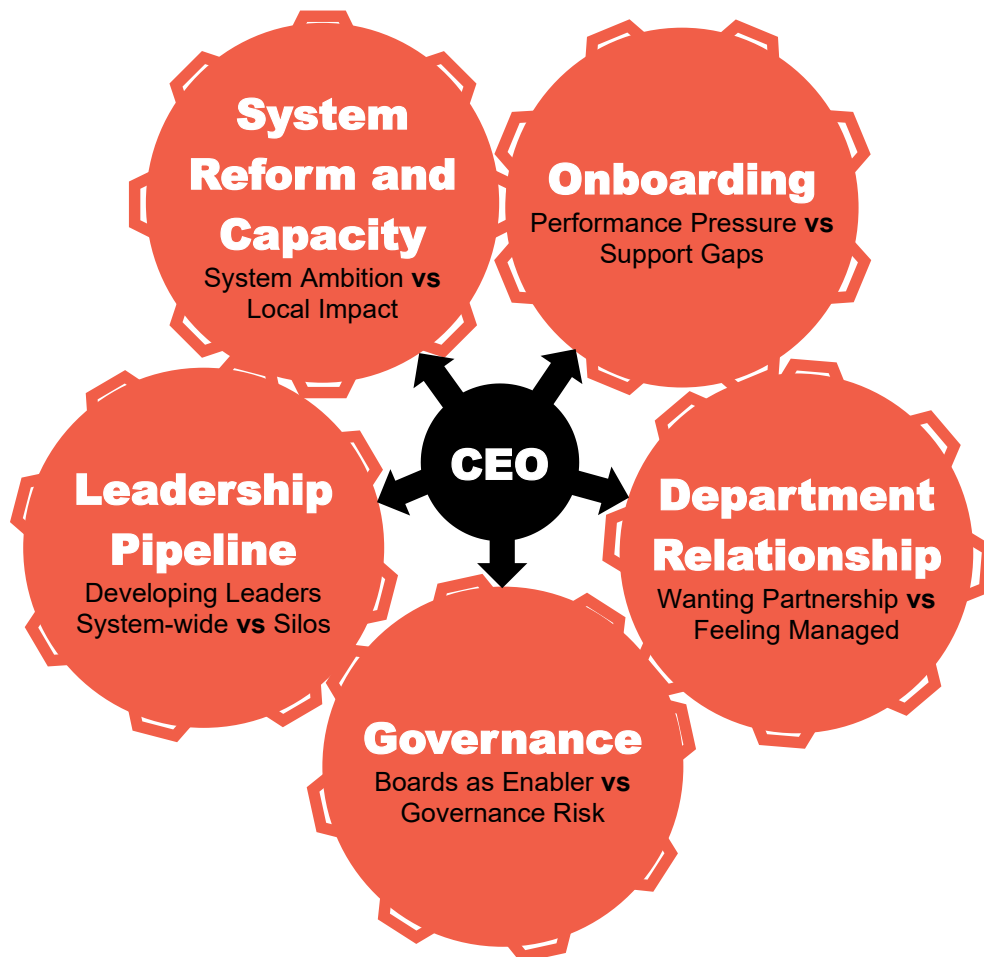 System
Reform and
Capacity
System Ambition vs
Local Impact
Onboarding
Performance Pressure vs
Support Gaps
CEO
Leadership
Pipeline
Developing Leaders
System-wide vs Silos
Department
Relationship
Wanting Partnership vs
Feeling Managed
Governance
Boards as Enabler vs
Governance Risk